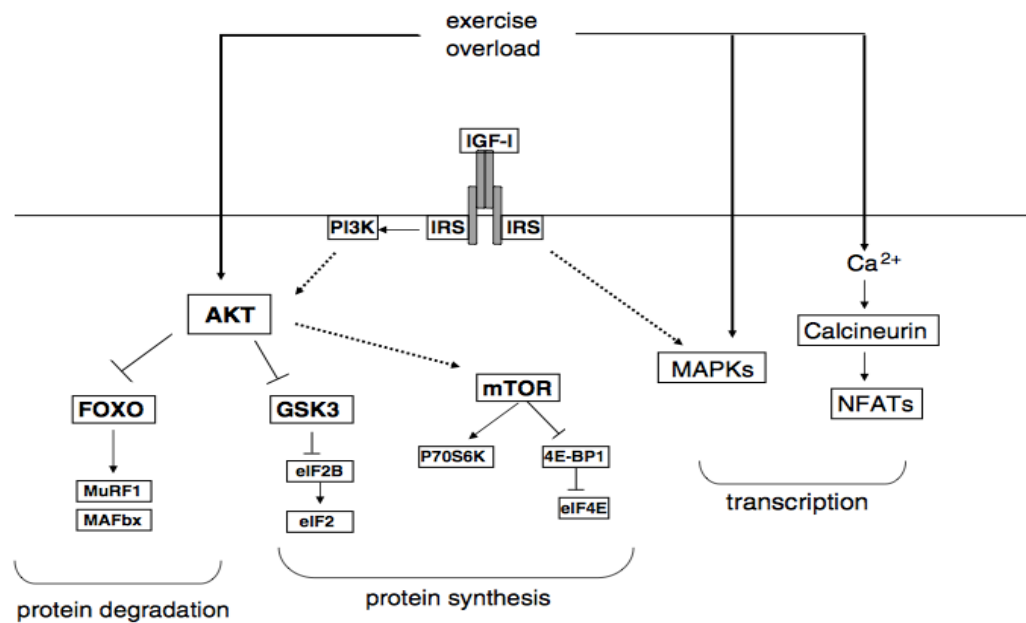 exercise
overload
IGF-I
PI3K
IRS
IRS
Ca²⁺
AKT
Calcineurin
MAPKs
mTOR
NFATs
FOXO
GSK3
P70S6K
4E-BP1
eIF2B
MuRF1
eIF4E
MAFbx
eIF2
transcription
protein synthesis
protein degradation